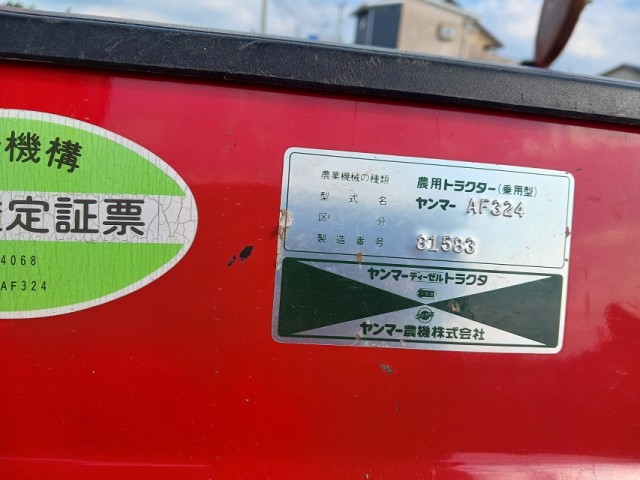 機構
定証票
4068
AF324
農業機械の種類 農用トラクター(乗用型)
型式名 ヤンマー AF324
区分
製造番号 81583
ヤンマーディーゼルトラクタ
ヤンマー農機株式会社